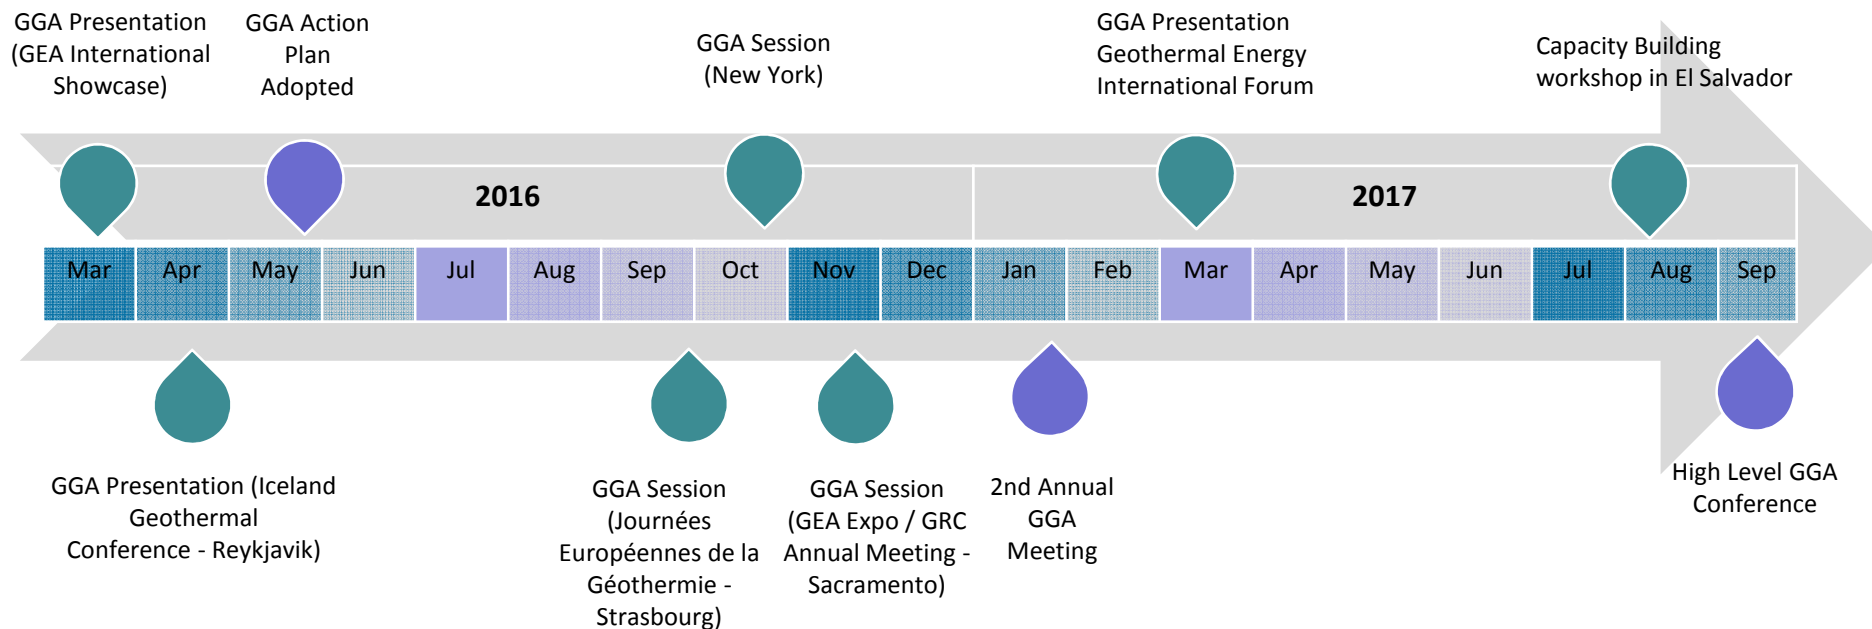 GGA Presentation
(GEA International
Showcase)
GGA Action
Plan
Adopted
GGA Session
(New York)
GGA Presentation
Geothermal Energy
International Forum
Capacity Building
workshop in El Salvador
2016
2017
Mar
Apr
May
Jun
Jul
Aug
Sep
Oct
Nov
Dec
Jan
Feb
Mar
Apr
May
Jun
Jul
Aug
Sep
GGA Presentation (Iceland
Geothermal
Conference - Reykjavik)
GGA Session
(Journées
Européennes de la
Géothermie -
Strasbourg)
GGA Session
(GEA Expo / GRC
Annual Meeting -
Sacramento)
2nd Annual
GGA
Meeting
High Level GGA
Conference